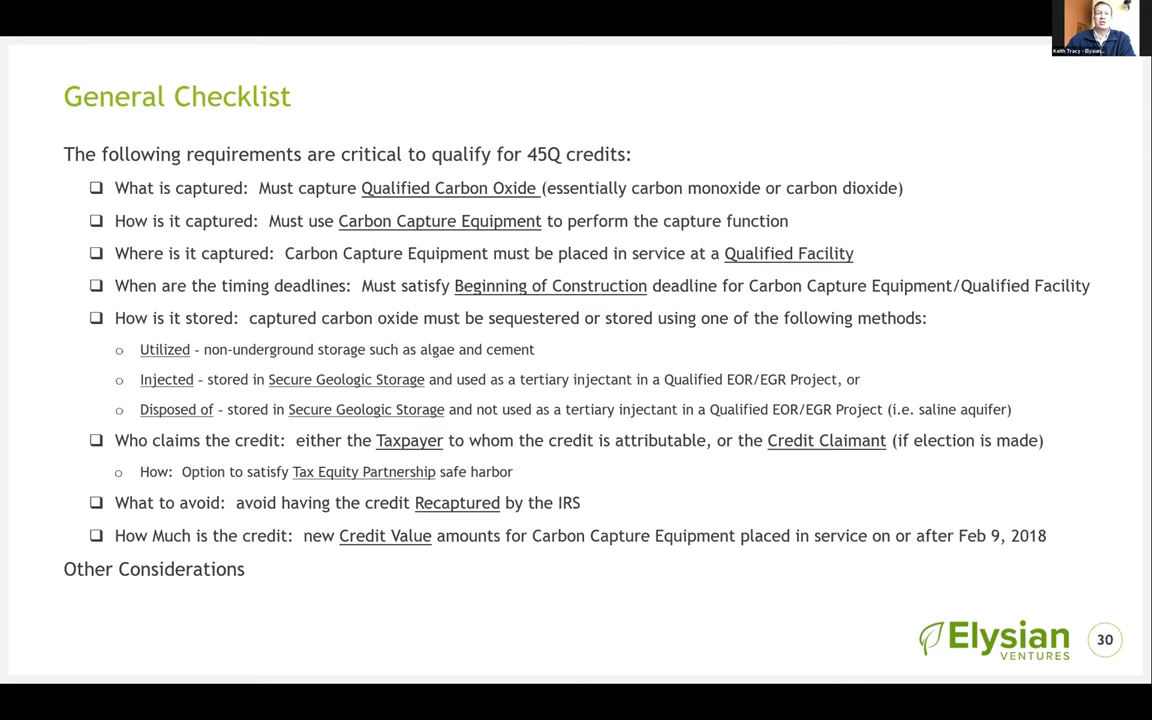 Keith Tracy - Elysian...
General Checklist
The following requirements are critical to qualify for 45Q credits:
❑ What is captured: Must capture Qualified Carbon Oxide (essentially carbon monoxide or carbon dioxide)
❑ How is it captured: Must use Carbon Capture Equipment to perform the capture function
❑ Where is it captured: Carbon Capture Equipment must be placed in service at a Qualified Facility
❑ When are the timing deadlines: Must satisfy Beginning of Construction deadline for Carbon Capture Equipment/Qualified Facility
❑ How is it stored: captured carbon oxide must be sequestered or stored using one of the following methods:
o Utilized - non-underground storage such as algae and cement
o Injected - stored in Secure Geologic Storage and used as a tertiary injectant in a Qualified EOR/EGR Project, or
o Disposed of - stored in Secure Geologic Storage and not used as a tertiary injectant in a Qualified EOR/EGR Project (i.e. saline aquifer)
❑ Who claims the credit: either the Taxpayer to whom the credit is attributable, or the Credit Claimant (if election is made)
o How: Option to satisfy Tax Equity Partnership safe harbor
❑ What to avoid: avoid having the credit Recaptured by the IRS
❑ How Much is the credit: new Credit Value amounts for Carbon Capture Equipment placed in service on or after Feb 9, 2018
Other Considerations
Elysian
VENTURES
30